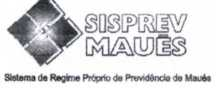 SISPREV
MAUÉS
Sistema de Regime Próprio de Previdência de Maués